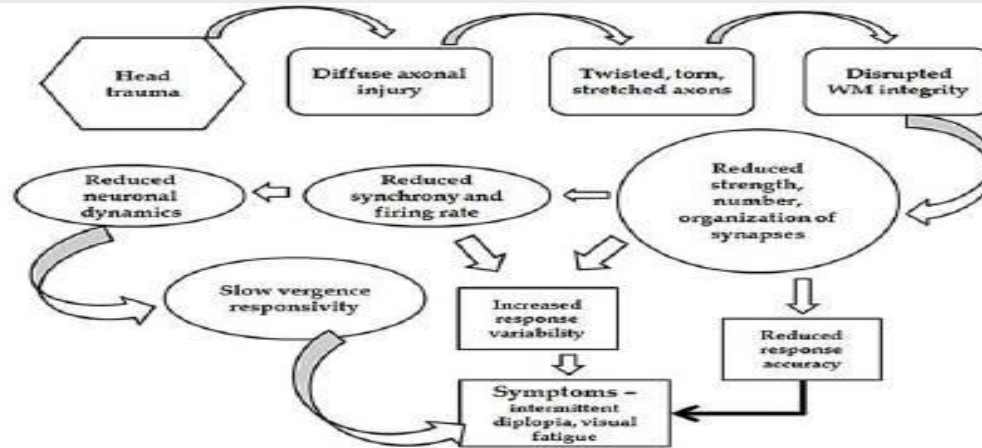 Head
trauma
Diffuse axonal
injury
Twisted, torn,
stretched axons
Disrupted
WM integrity
Reduced
neuronal
dynamics
Reduced
synchrony and
firing rate
Reduced
strength,
number,
organization of
synapses
Slow vergence
responsivity
Increased
response
variability
Reduced
response
accuracy
Symptoms –
intermittent
diplopia, visual
fatigue